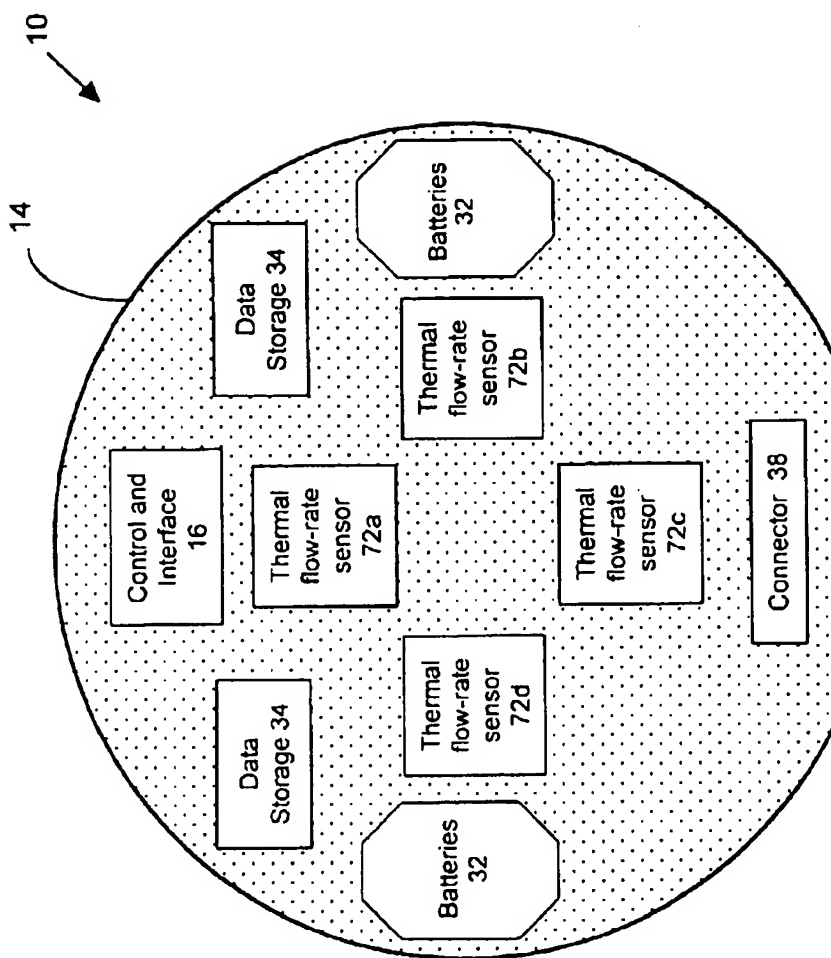 10
14
Control and
Interface
16
Data
Storage 34
Data
Storage 34
Thermal
flow-rate
sensor
72a
Batteries
32
Thermal
flow-rate
sensor
72d
Thermal
flow-rate
sensor
72b
Batteries
32
Thermal
flow-rate
sensor
72c
Connector 38